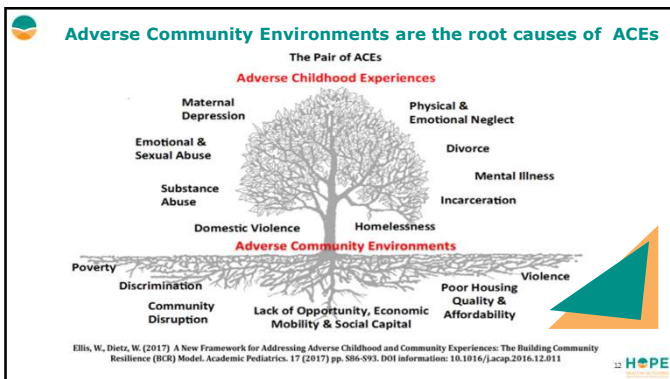 Adverse Community Environments are the root causes of ACEs
The Pair of ACEs
Adverse Childhood Experiences
Maternal
Depression
Physical &
Emotional Neglect
Emotional &
Sexual Abuse
Divorce
Mental Illness
Substance
Abuse
Incarceration
Domestic Violence
Homelessness
Adverse Community Environments
Poverty
Violence
Discrimination
Poor Housing
Quality &
Affordability
Community
Disruption
Lack of Opportunity, Economic
Mobility & Social Capital
Ellis, W., Dietz, W. (2017) A New Framework for Addressing Adverse Childhood and Community Experiences: The Building Community
Resilience (BCR) Model. Academic Pediatrics. 17 (2017) pp. S86-S93. DOI information: 10.1016/j.acap.2016.12.011
12
HOPE